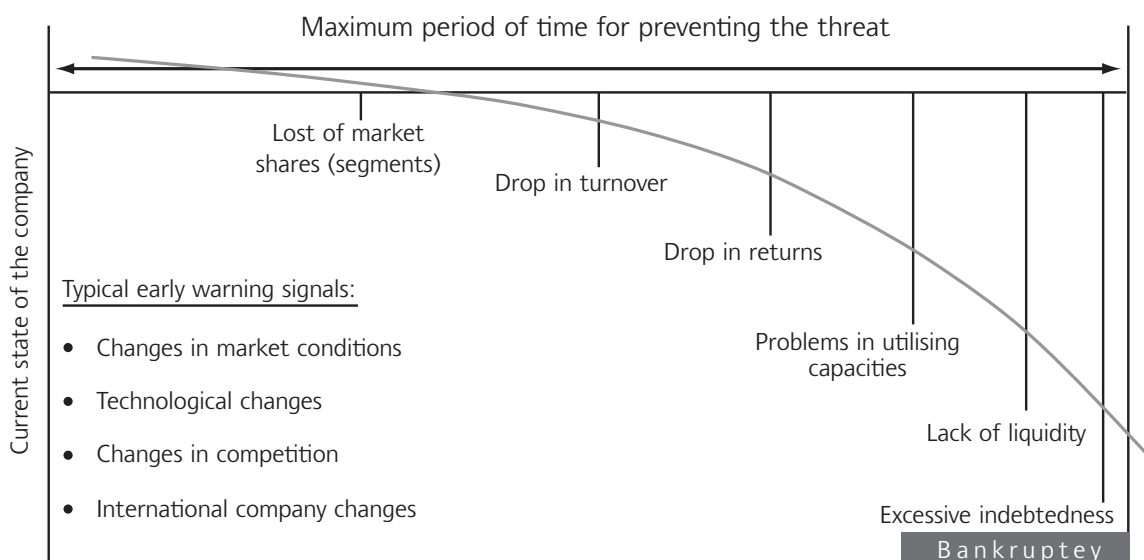 Maximum period of time for preventing the threat
Current state of the company
Lost of market
shares (segments)
Drop in turnover
Drop in returns
Problems in utilising
capacities
Lack of liquidity
Excessive indebtedness
Bankruptey
Typical early warning signals:
• Changes in market conditions
• Technological changes
• Changes in competition
• International company changes